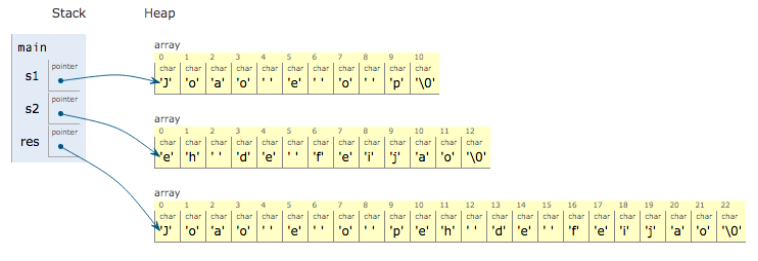 Stack Heap
main
s1 pointer
s2 pointer
res pointer
array
0 1 2 3 4 5 6 7 8 9 10
char char char char char char char char char char char
'J' 'o' 'a' 'o' ' ' 'e' ' ' 'o' ' ' 'p' '\0'
array
0 1 2 3 4 5 6 7 8 9 10 11 12
char char char char char char char char char char char char char
'e' 'h' ' ' 'd' 'e' ' ' 'f' 'e' 'i' 'j' 'a' 'o' '\0'
array
0 1 2 3 4 5 6 7 8 9 10 11 12 13 14 15 16 17 18 19 20 21 22
char char char char char char char char char char char char char char char char char char char char char char char
'J' 'o' 'a' 'o' ' ' 'e' ' ' 'o' ' ' 'p' 'e' 'h' ' ' 'd' 'e' ' ' 'f' 'e' 'i' 'j' 'a' 'o' '\0'